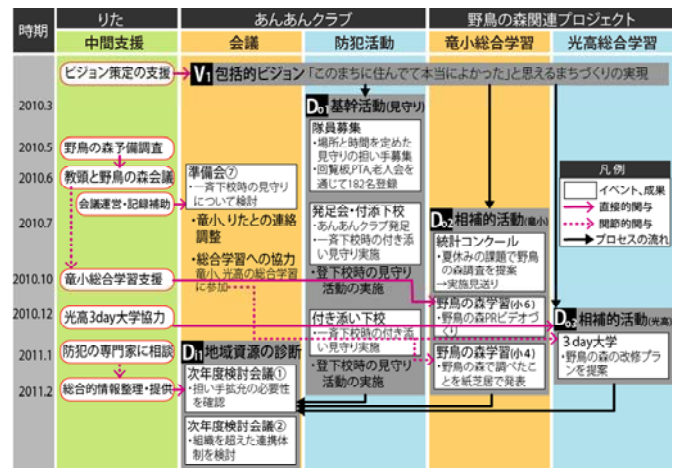 時期
りた
あんあんクラブ
野鳥の森関連プロジェクト
中間支援
会議
防犯活動
竜小総合学習
光高総合学習
2010.3
2010.5
2010.6
2010.7
2010.10
2010.12
2011.1
2011.2
ビジョン策定の支援
野鳥の森予備調査
教頭と野鳥の森会議
会議運営・記録補助
竜小総合学習支援
光高3day大学協力
防犯の専門家に相談
総合的情報整理・提供
V1 包括的ビジョン「このまちに住んでて本当によかった」と思えるまちづくりの実現
準備会⑦
・一斉下校時の見守り
について検討
・竜小、りたとの連絡
調整
・総合学習への協力
竜小、光高の総合学習
に参加
Di1 地域資源の診断
次年度検討会議①
・担い手拡充の必要性
を確認
次年度検討会議②
・組織を超えた連携体
制を検討
Do1 基幹活動(見守り)
隊員募集
・場所と時間を定めた
見守りの担い手募集
・回覧板,PTA,老人会を
通じて182名登録
発足会・付添下校
・あんあんクラブ発足
・一斉下校時の付き添
い見守り実施
・登下校時の見守り
活動の実施
付き添い下校
・一斉下校時の付き添
い見守り実施
・登下校時の見守り
活動の実施
Do2 相補的活動(竜小)
統計コンクール
・夏休みの課題で野鳥
の森調査を提案
→実施見送り
野鳥の森学習(小6)
・野鳥の森PRビデオづ
くり
野鳥の森学習(小4)
・野鳥の森で調べたこ
とを紙芝居で発表
凡例
イベント、成果
直接的関与
間節的関与
プロセスの流れ
Do2 相補的活動(光高)
3 day大学
・野鳥の森の改修プラ
ンを提案